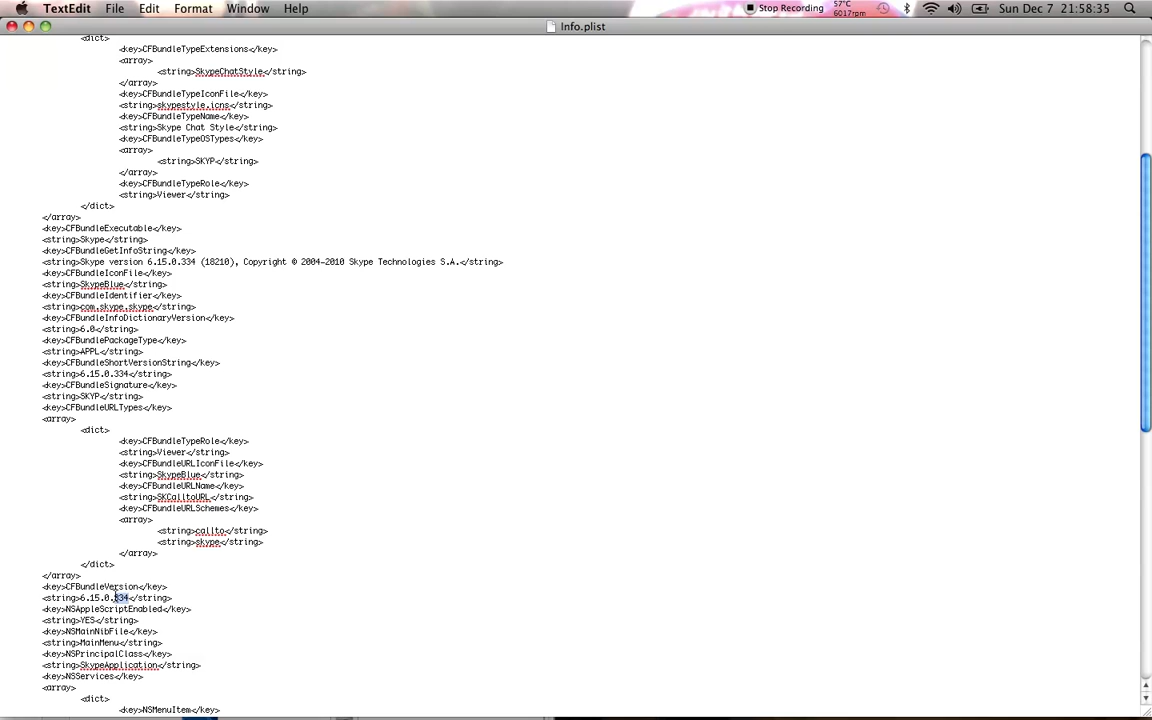 TextEdit File Edit Format Window Help Stop Recording 57°C 6017rpm Sun Dec 7 21:58:35
Info.plist
<dict>
<key>CFBundleTypeExtensions</key>
<array>
<string>SkypeChatStyle</string>
</array>
<key>CFBundleTypeIconFile</key>
<string>skypestyle.icns</string>
<key>CFBundleTypeName</key>
<string>Skype Chat Style</string>
<key>CFBundleTypeOSTypes</key>
<array>
<string>SKYP</string>
</array>
<key>CFBundleTypeRole</key>
<string>Viewer</string>
</dict>
</array>
<key>CFBundleExecutable</key>
<string>Skype</string>
<key>CFBundleGetInfoString</key>
<string>Skype version 6.15.0.334 (18210), Copyright © 2004-2010 Skype Technologies S.A.</string>
<key>CFBundleIconFile</key>
<string>SkypeBlue</string>
<key>CFBundleIdentifier</key>
<string>com.skype.skype</string>
<key>CFBundleInfoDictionaryVersion</key>
<string>6.0</string>
<key>CFBundlePackageType</key>
<string>APPL</string>
<key>CFBundleShortVersionString</key>
<string>6.15.0.334</string>
<key>CFBundleSignature</key>
<string>SKYP</string>
<key>CFBundleURLTypes</key>
<array>
<dict>
<key>CFBundleTypeRole</key>
<string>Viewer</string>
<key>CFBundleURLIconFile</key>
<string>SkypeBlue</string>
<key>CFBundleURLName</key>
<string>SKCalltoURL</string>
<key>CFBundleURLSchemes</key>
<array>
<string>callto</string>
<string>skype</string>
</array>
</dict>
</array>
<key>CFBundleVersion</key>
<string>6.15.0.334</string>
<key>NSAppleScriptEnabled</key>
<string>YES</string>
<key>NSMainNibFile</key>
<string>MainMenu</string>
<key>NSPrincipalClass</key>
<string>SkypeApplication</string>
<key>NSServices</key>
<array>
<dict>
<key>NSMenuItem</key>